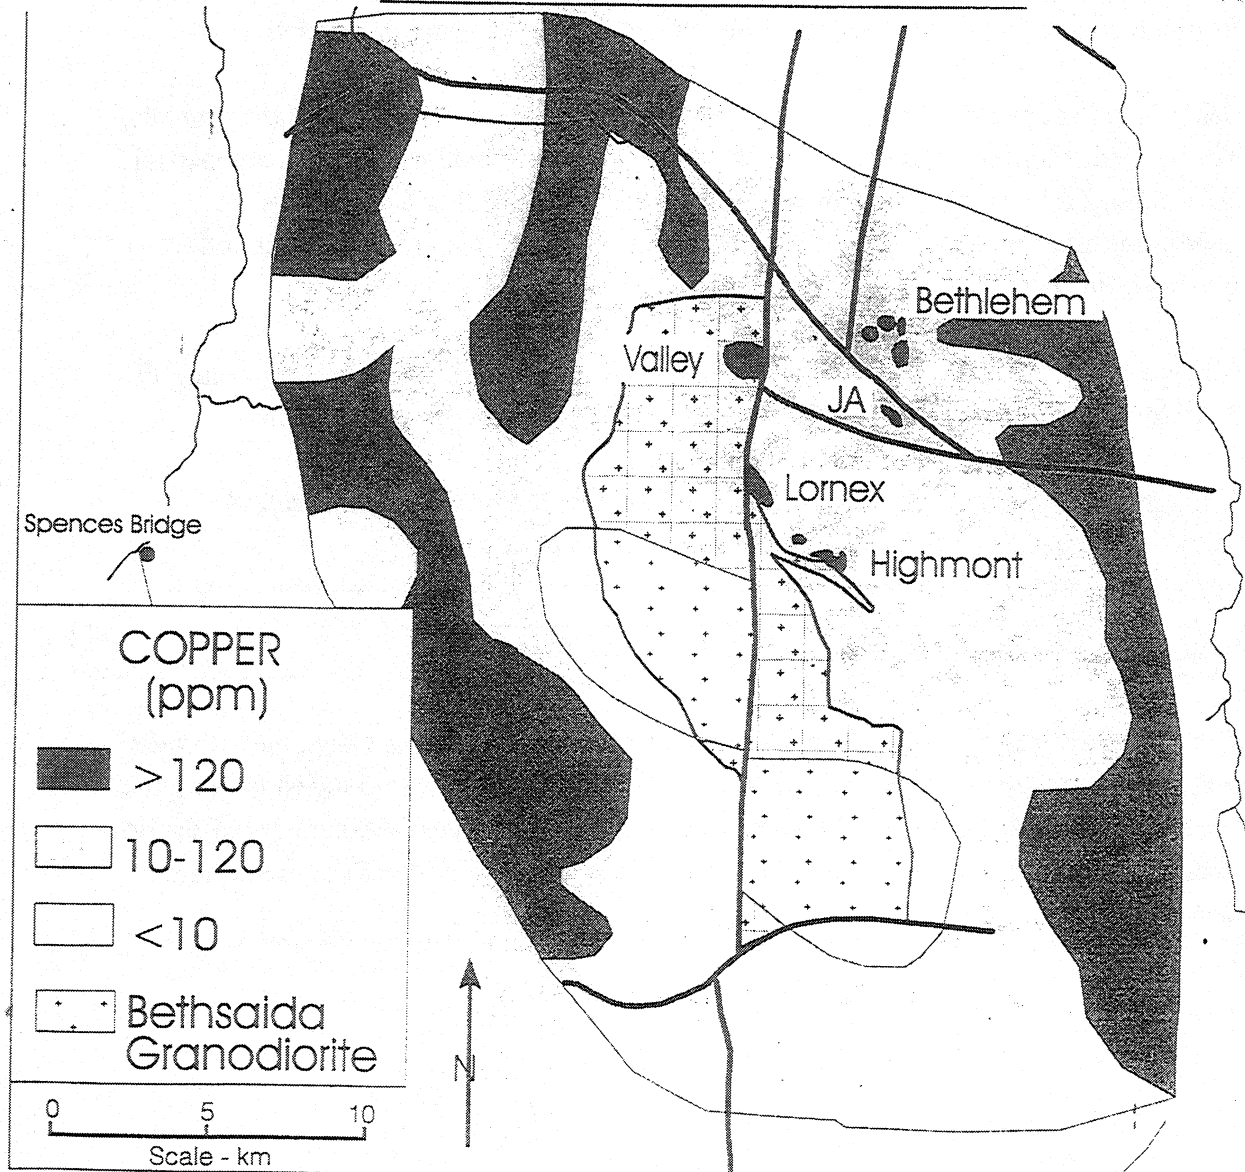 Bethlehem
Valley
JA
Lornex
Spences Bridge
Highmont
COPPER
(ppm)
>120
10-120
<10
Bethsaida
Granodiorite
N
0 5 10
Scale - km